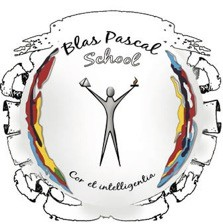 Blas Pascal
School
Cor et intelligentia